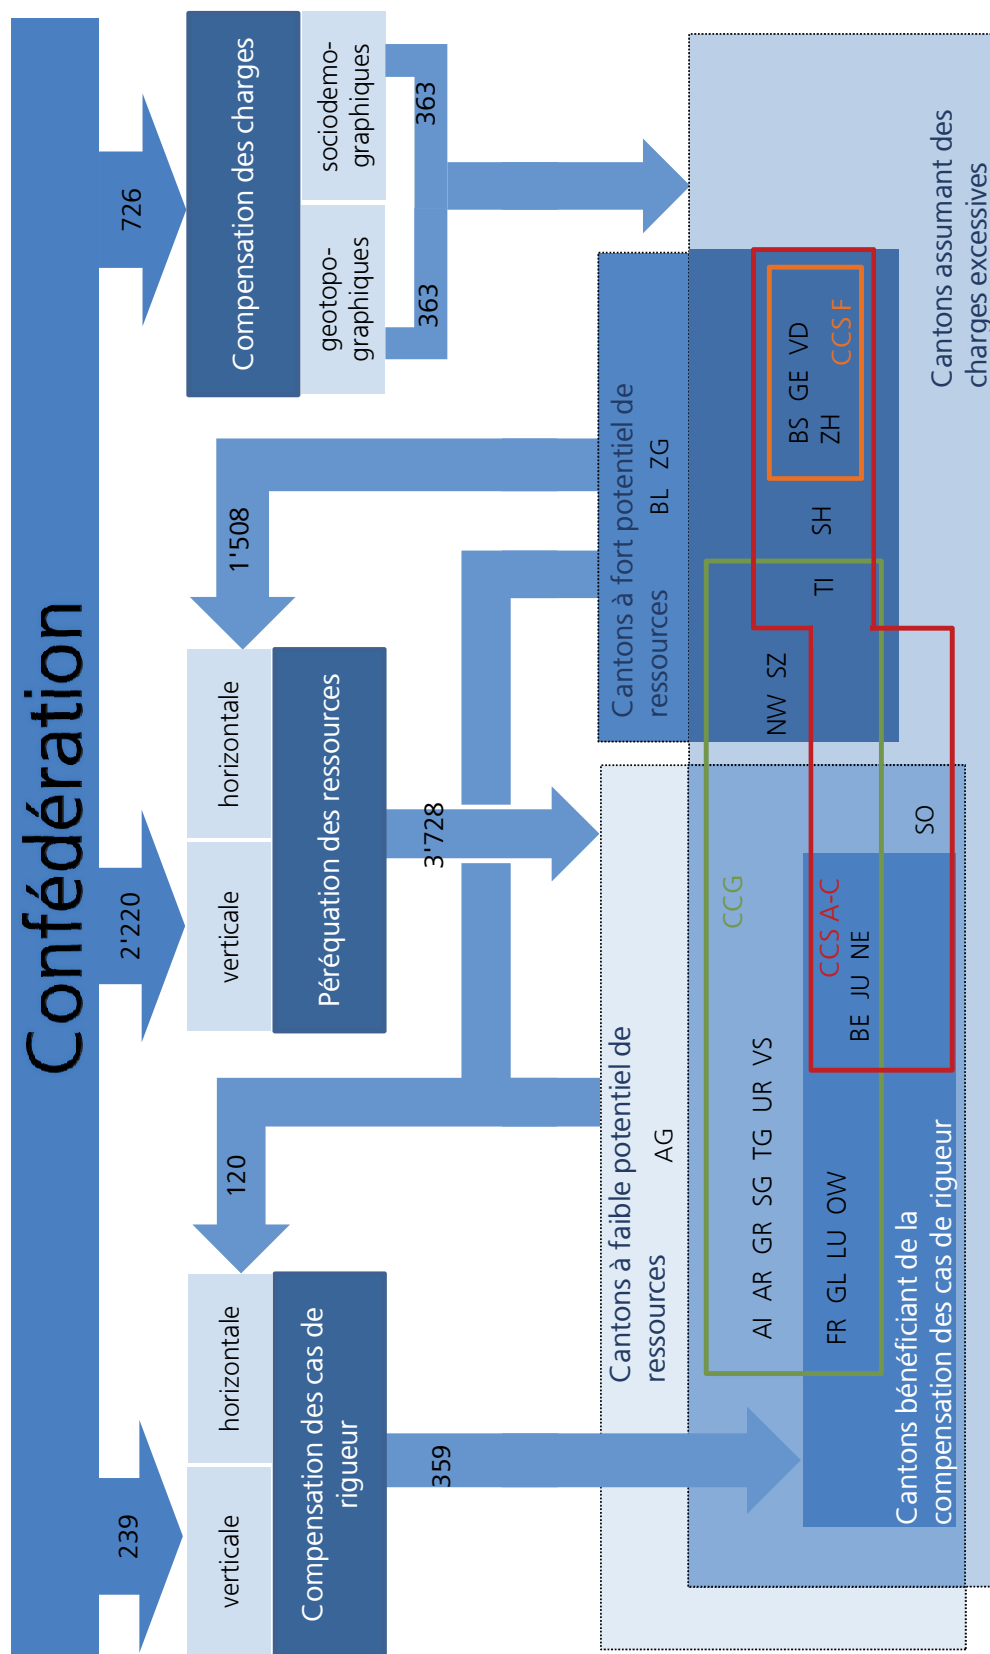 Confédération
239
2'220
726
verticale
horizontale
Compensation des cas de
rigueur
verticale
horizontale
Péréquation des ressources
Compensation des charges
geotopo-
graphiques
sociodemo-
graphiques
120
1'508
359
3'728
363
363
Cantons à faible potentiel de
ressources
AG
Cantons à fort potentiel de
ressources
BL ZG
CCG
AI AR GR SG TG UR VS
NW SZ
FR GL LU OW
CCS A-C
BE JU NE
TI
SH
BS GE VD
ZH
CCS F
SO
Cantons bénéficiant de la
compensation des cas de rigueur
Cantons assumant des
charges excessives